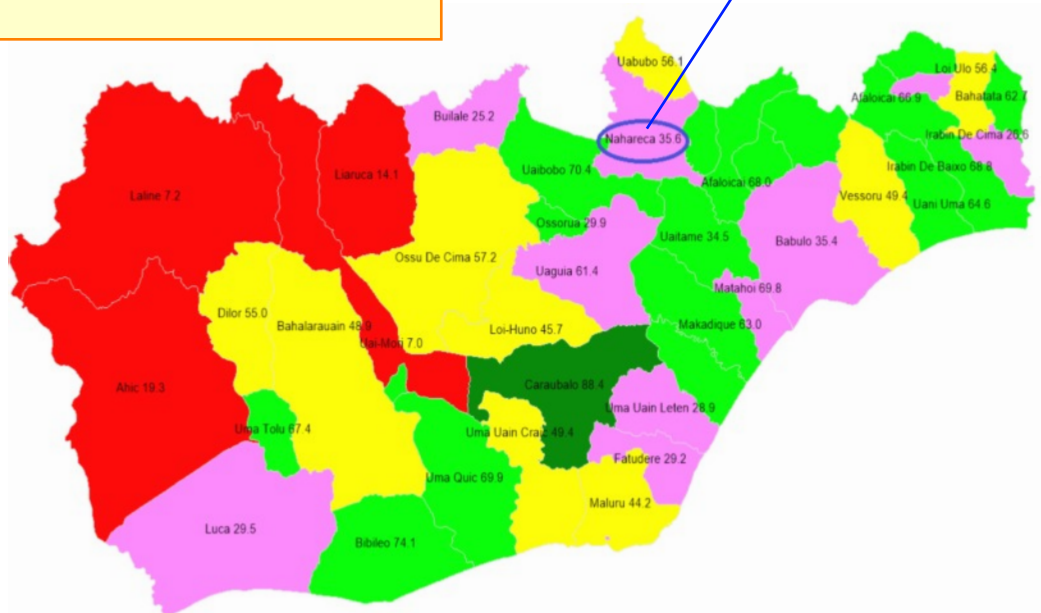 Uabubo 56.1
Loi Ulo 56.4
Afaloicai 66.9
Bahatata 62.7
Builale 25.2
Nahareca 35.6
Irabin De Cima 26.6
Uaibobo 70.4
Irabin De Baixo 68.8
Liaruca 14.1
Afaloicai 68.0
Laline 7.2
Vessoru 49.4
Uani Uma 64.6
Ossorua 29.9
Uaitame 34.5
Babulo 35.4
Ossu De Cima 57.2
Uaguia 61.4
Matahoi 69.8
Dilor 55.0
Bahalarauain 48.9
Makadique 63.0
Loi-Huno 45.7
Uai-Mori 7.0
Ahic 19.3
Caraubalo 88.4
Uma Uain Leten 28.9
Uma Tolu 67.4
Uma Uain Craic 49.4
Fatudere 29.2
Uma Quic 69.9
Maluru 44.2
Luca 29.5
Bibileo 74.1